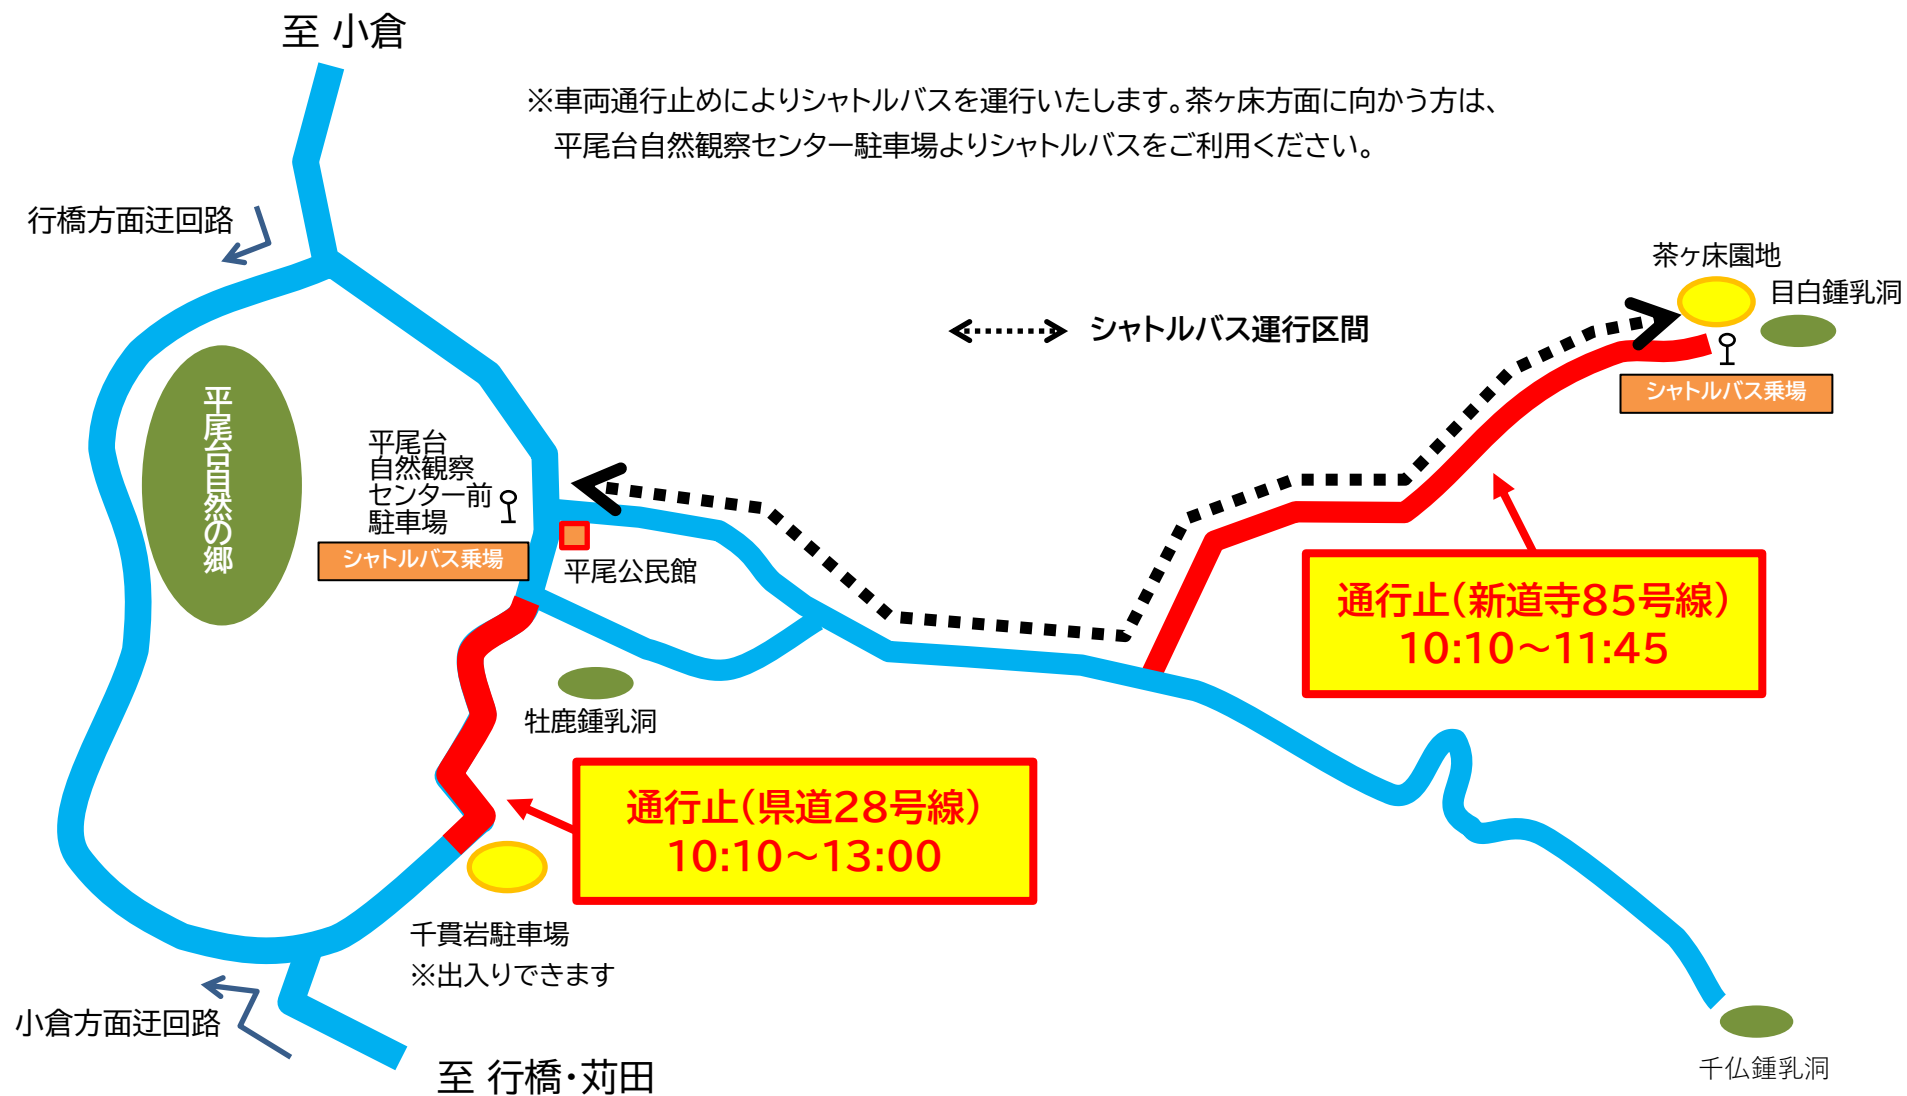 至 小倉
※車両通行止めによりシャトルバスを運行いたします。茶ヶ床方面に向かう方は、
平尾台自然観察センター駐車場よりシャトルバスをご利用ください。
行橋方面迂回路
茶ヶ床園地
目白鍾乳洞
シャトルバス運行区間
シャトルバス乗場
平尾台自然の郷
平尾台
自然観察
センター前
駐車場
シャトルバス乗場
平尾公民館
通行止(新道寺85号線)
10:10～11:45
牡鹿鍾乳洞
通行止(県道28号線)
10:10～13:00
千貫岩駐車場
※出入りできます
小倉方面迂回路
至 行橋・苅田
千仏鍾乳洞